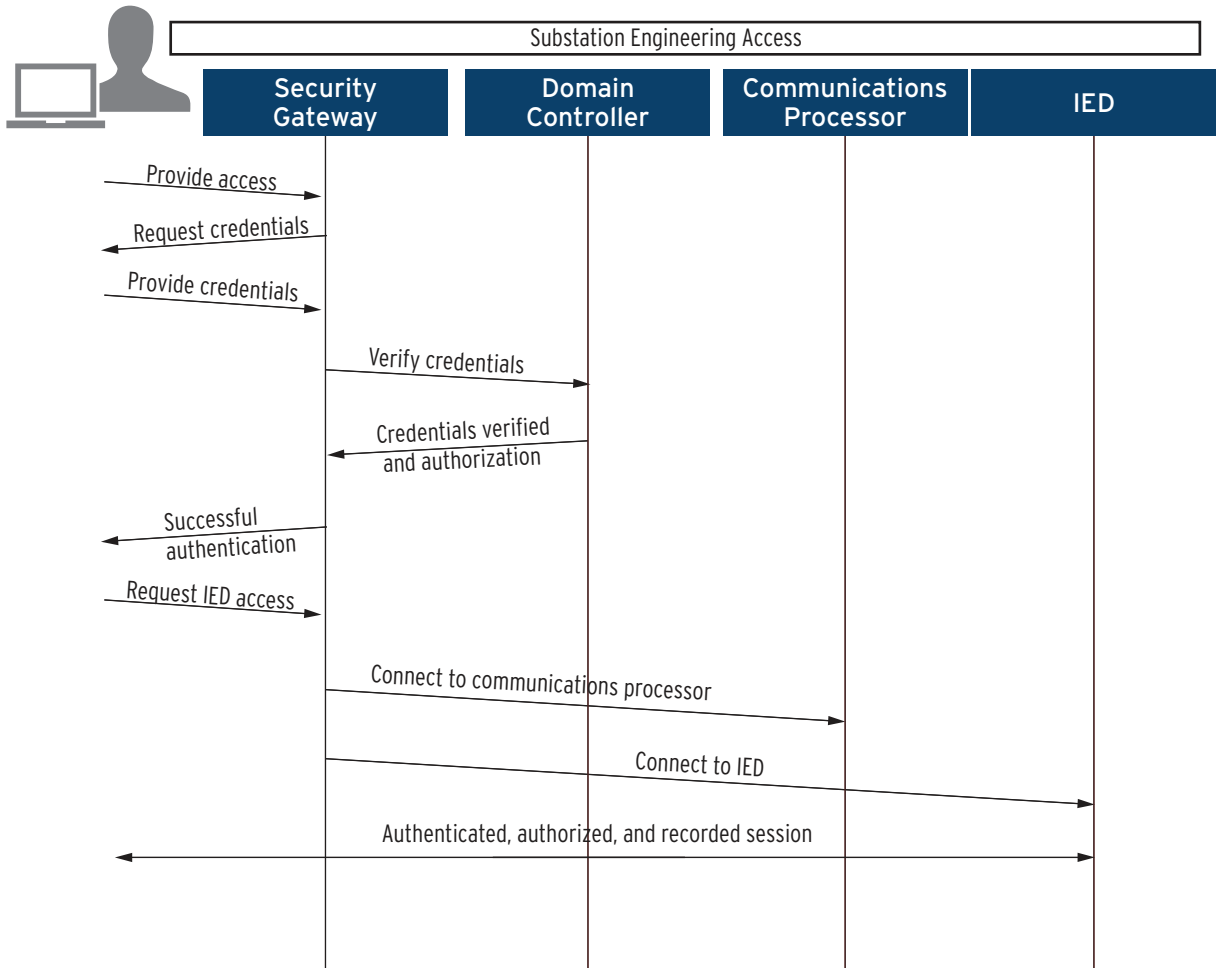 Substation Engineering Access
Security
Gateway
Domain
Controller
Communications
Processor
IED
Provide access
Request credentials
Provide credentials
Verify credentials
Credentials verified
and authorization
Successful
authentication
Request IED access
Connect to communications processor
Connect to IED
Authenticated, authorized, and recorded session